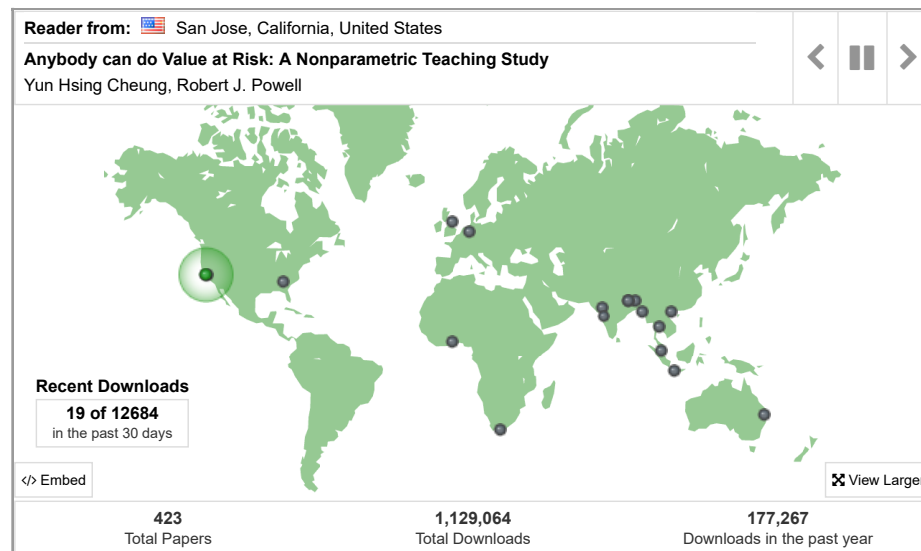 Reader from: San Jose, California, United States
Anybody can do Value at Risk: A Nonparametric Teaching Study
Yun Hsing Cheung, Robert J. Powell
Recent Downloads
19 of 12684
in the past 30 days
</> Embed
View Larger
423
Total Papers
1,129,064
Total Downloads
177,267
Downloads in the past year